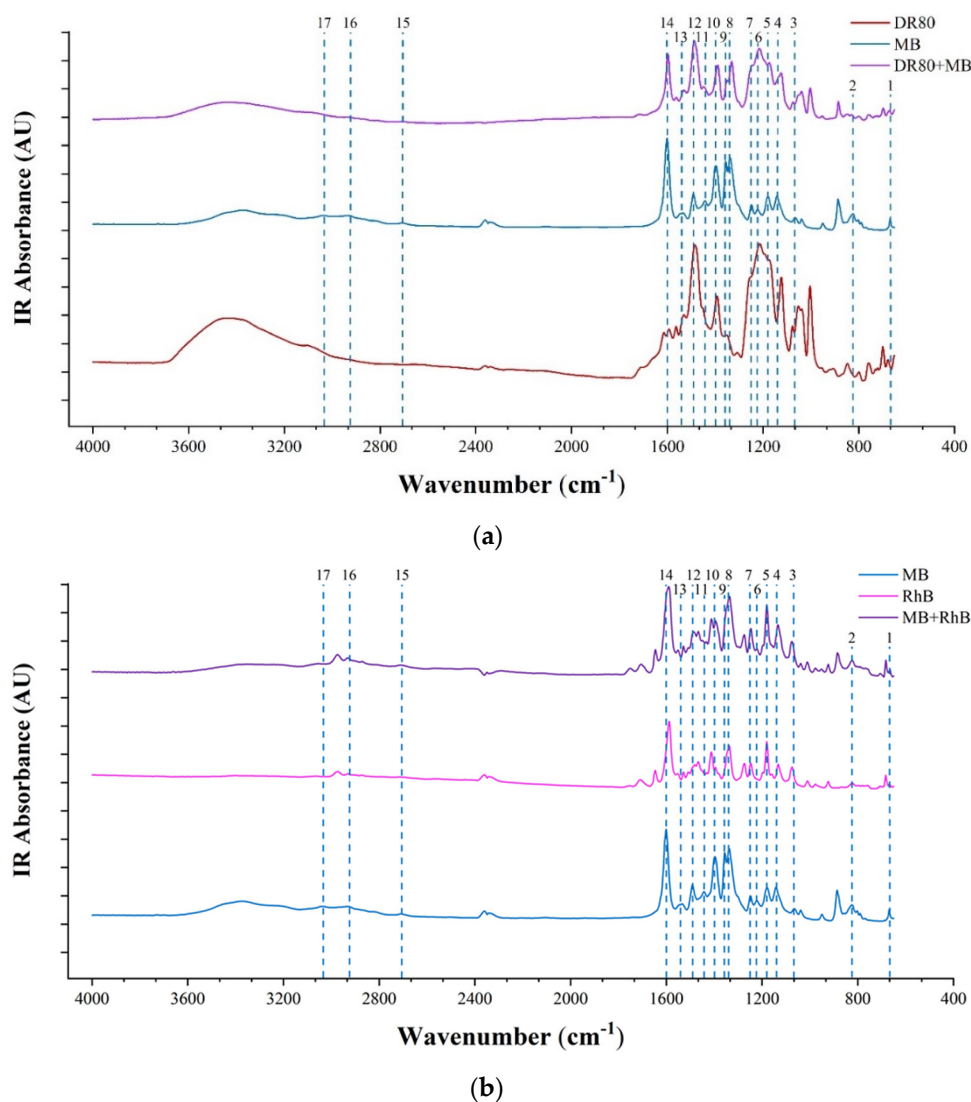 17 16 15 14 12 10 8 7 5 4 3
13 11 9 6
DR80
MB
DR80+MB
2 1
IR Absorbance (AU)
4000 3600 3200 2800 2400 2000 1600 1200 800 400
Wavenumber (cm-1)
(a)
17 16 15 14 12 10 8 7 5 4 3
13 11 9 6
MB
RhB
MB+RhB
2 1
IR Absorbance (AU)
4000 3600 3200 2800 2400 2000 1600 1200 800 400
Wavenumber (cm-1)
(b)